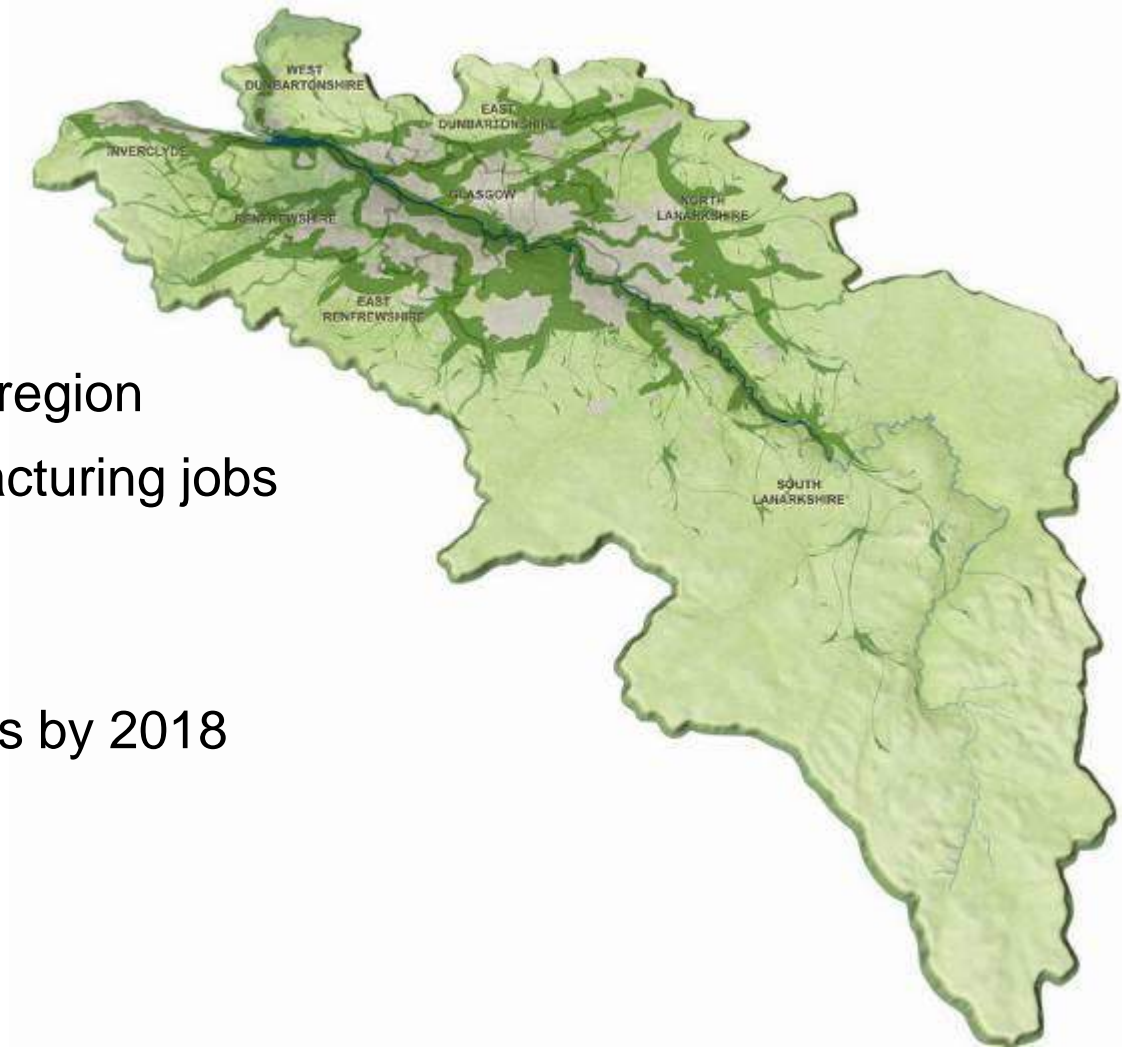 WEST
DUNBARTONSHIRE
EAST
DUNBARTONSHIRE
INVERCLYDE
GLASGOW
NORTH
LANARKSHIRE
RENFREWSHIRE
EAST
RENFREWSHIRE
region
acturing jobs
SOUTH
LANARKSHIRE
s by 2018